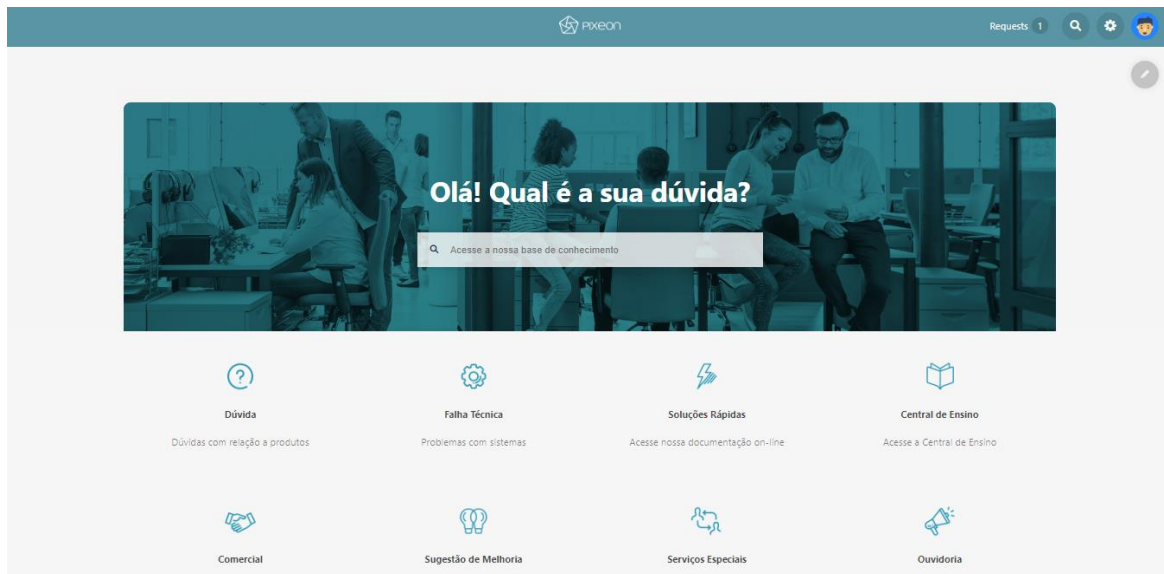 PIXEON
Requests 1
Olá! Qual é a sua dúvida?
Acesse a nossa base de conhecimento
Dúvida
Dúvidas com relação a produtos
Falha Técnica
Problemas com sistemas
Soluções Rápidas
Acesse nossa documentação on-line
Central de Ensino
Acesse a Central de Ensino
Comercial
Sugestão de Melhoria
Serviços Especiais
Ouvidoria